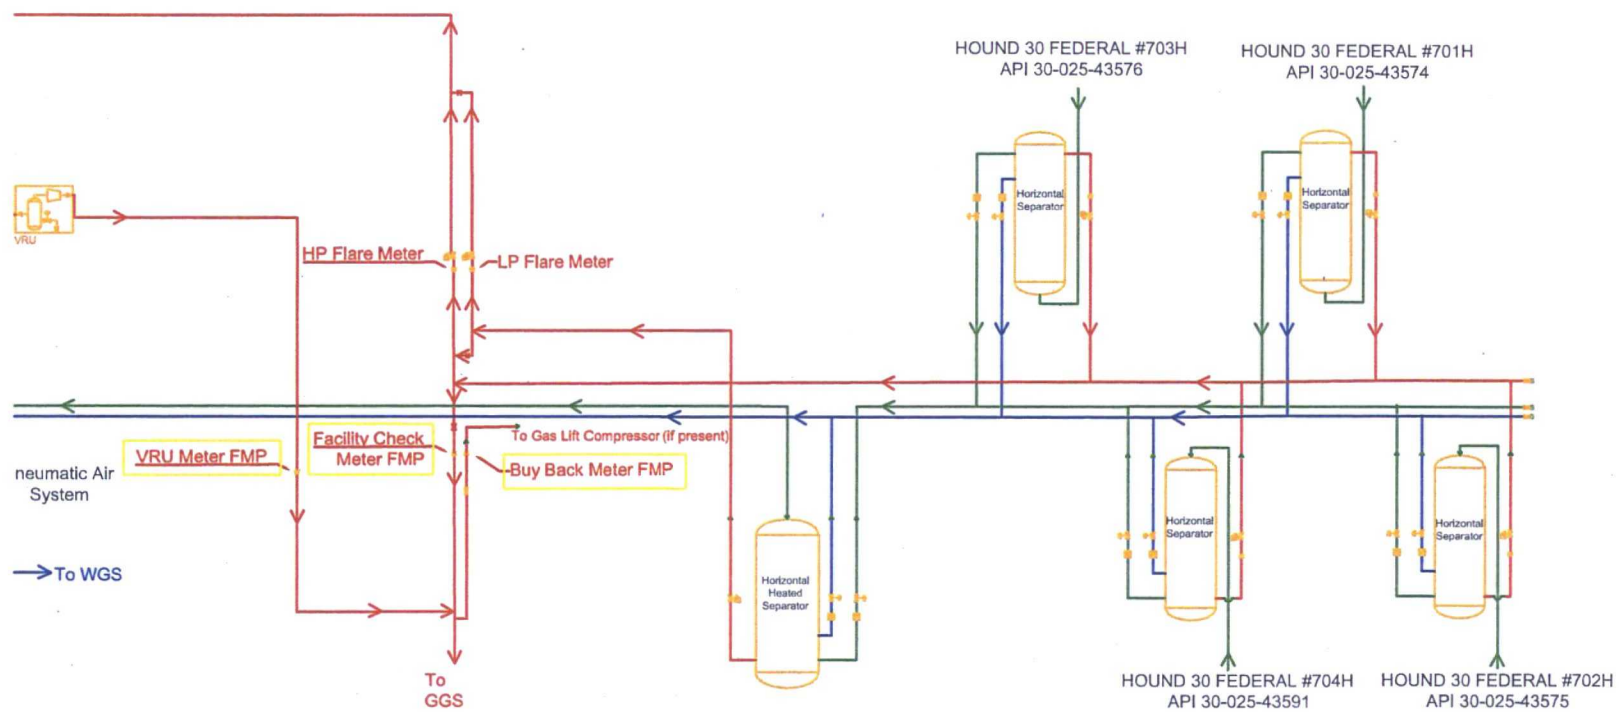 HOUND 30 FEDERAL #703H
API 30-025-43576
HOUND 30 FEDERAL #701H
API 30-025-43574
Horizontal
Separator
Horizontal
Separator
VRU
HP Flare Meter
LP Flare Meter
To Gas Lift Compressor (if present)
Facility Check
Meter FMP
VRU Meter FMP
Buy Back Meter FMP
neumatic Air
System
To WGS
Horizontal
Heated
Separator
Horizontal
Separator
Horizontal
Separator
To
GGS
HOUND 30 FEDERAL #704H
API 30-025-43591
HOUND 30 FEDERAL #702H
API 30-025-43575